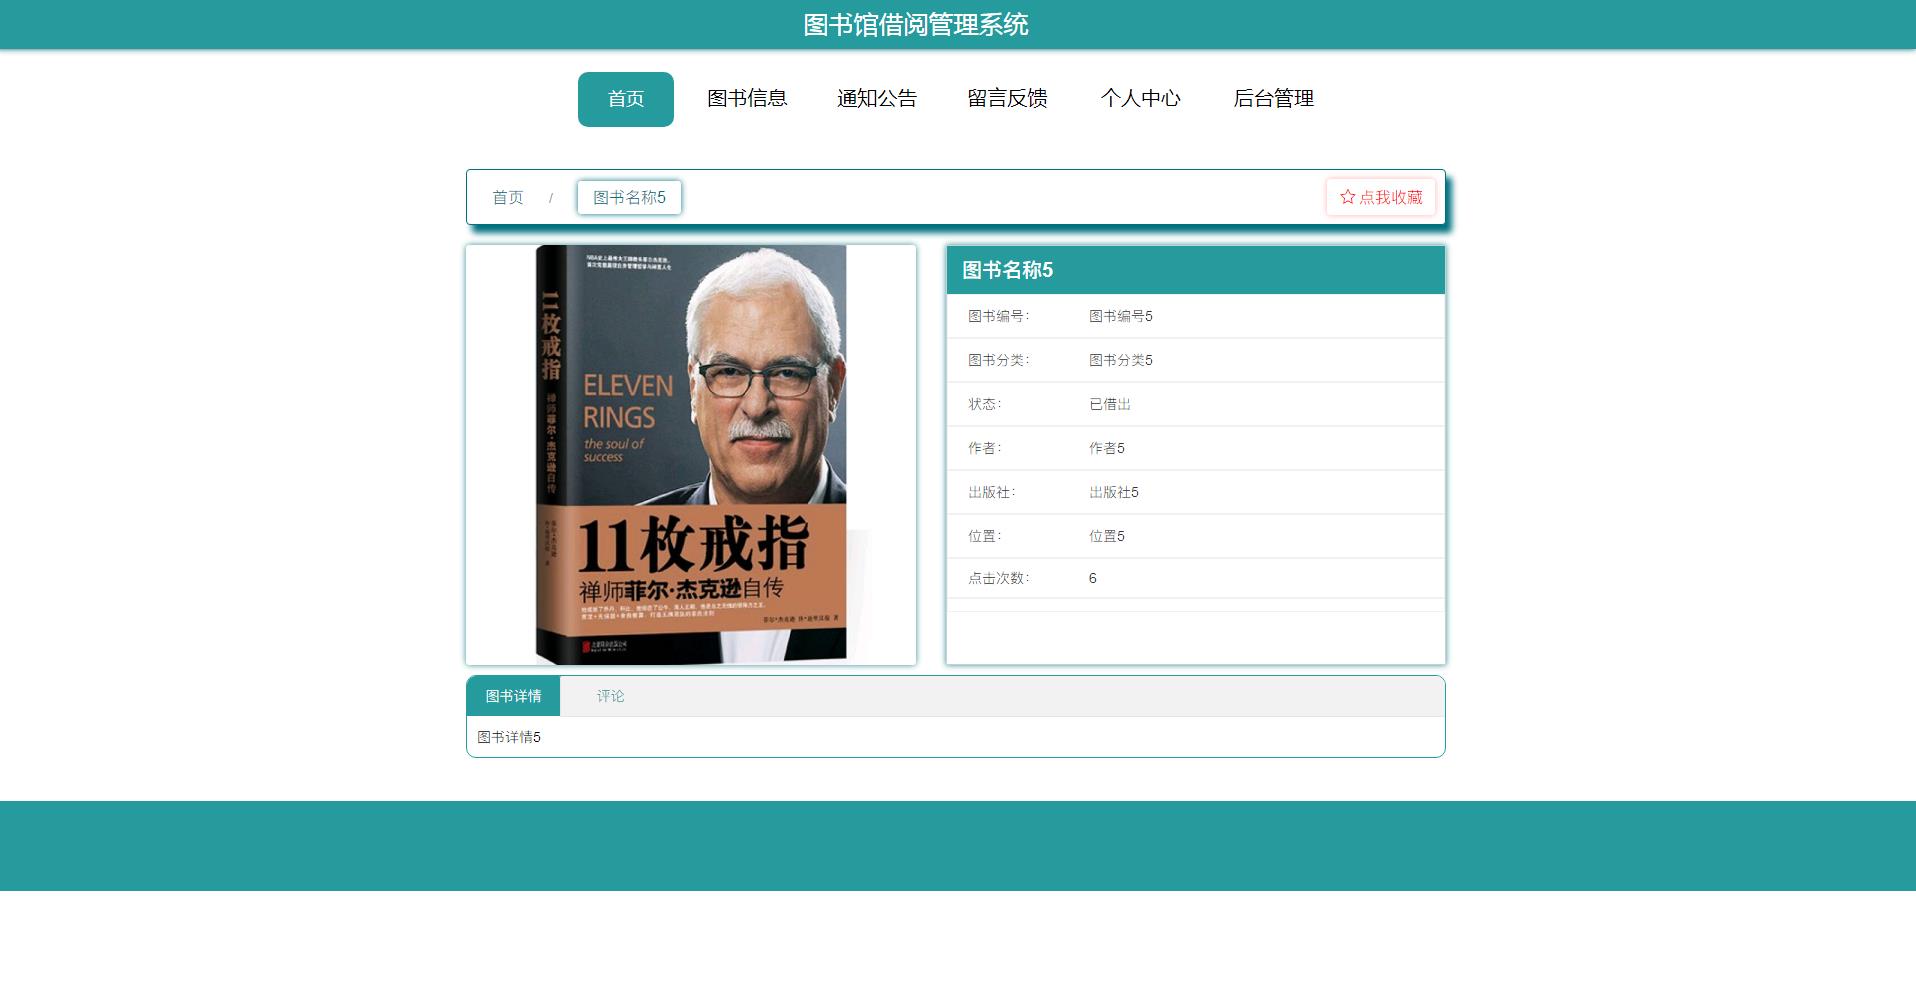 图书馆借阅管理系统
首页 图书信息 通知公告 留言反馈 个人中心 后台管理
首页 / 图书名称5 ☆点我收藏
11枚戒指
禅师菲尔·杰克逊自传
ELEVEN
RINGS
the soul of
success
11枚戒指
禅师菲尔·杰克逊自传
图书名称5
图书编号: 图书编号5
图书分类: 图书分类5
状态: 已借出
作者: 作者5
出版社: 出版社5
位置: 位置5
点击次数: 6
图书详情 评论
图书详情5